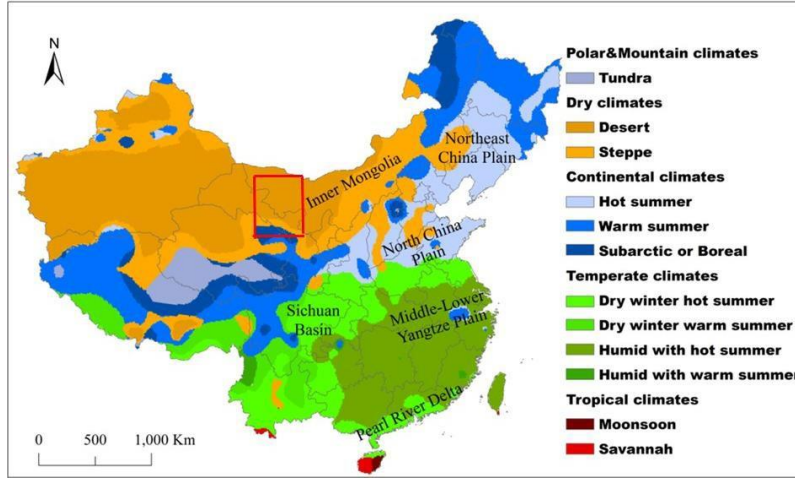 N
Inner Mongolia
Northeast
China Plain
North China
Plain
Sichuan
Basin
Middle-Lower
Yangtze Plain
Pearl River Delta
0 500 1,000 Km
Polar&Mountain climates
Tundra
Dry climates
Desert
Steppe
Continental climates
Hot summer
Warm summer
Subarctic or Boreal
Temperate climates
Dry winter hot summer
Dry winter warm summer
Humid with hot summer
Humid with warm summer
Tropical climates
Moonsoon
Savannah